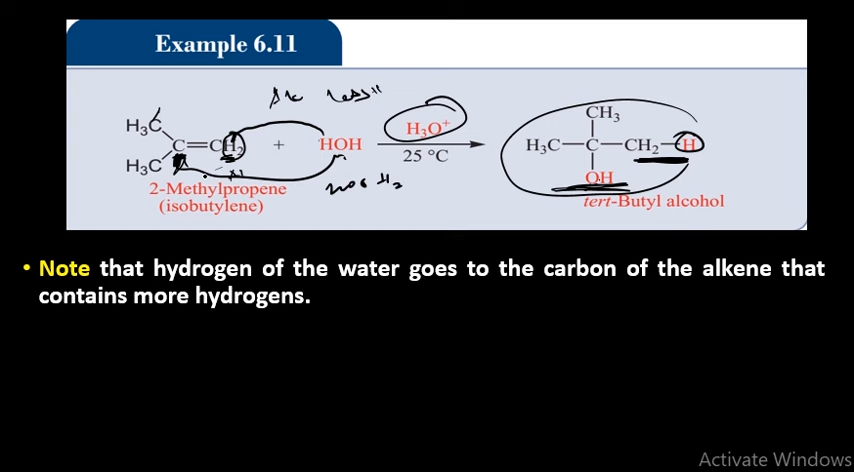 Example 6.11
less
CH₃
H₃C
H₃O⁺
C=CH₂ + HOH H₃C—C—CH₂—H
25 °C
H₃C
OH
2-Methylpropene
(isobutylene)
tert-Butyl alcohol
• Note that hydrogen of the water goes to the carbon of the alkene that
contains more hydrogens.
Activate Windows